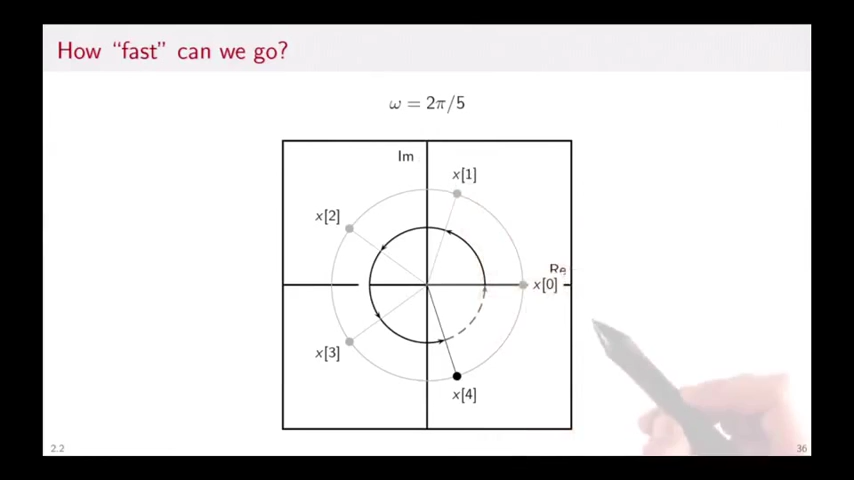 How “fast” can we go?
ω = 2π/5
Im
x[1]
x[2]
Re
x[0]
x[3]
x[4]
2.2
36